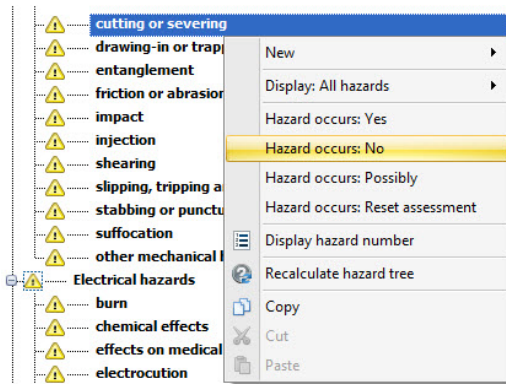 cutting or severing
drawing-in or
entanglement
friction or abrasion
impact
injection
shearing
slipping, tripping
stabbing or
suffocation
other mechanical
Electrical hazards
burn
chemical effects
effects on medical
electrocution
New
Display: All hazards
Hazard occurs: Yes
Hazard occurs: No
Hazard occurs: Possibly
Hazard occurs: Reset assessment
Display hazard number
Recalculate hazard tree
Copy
Cut
Paste